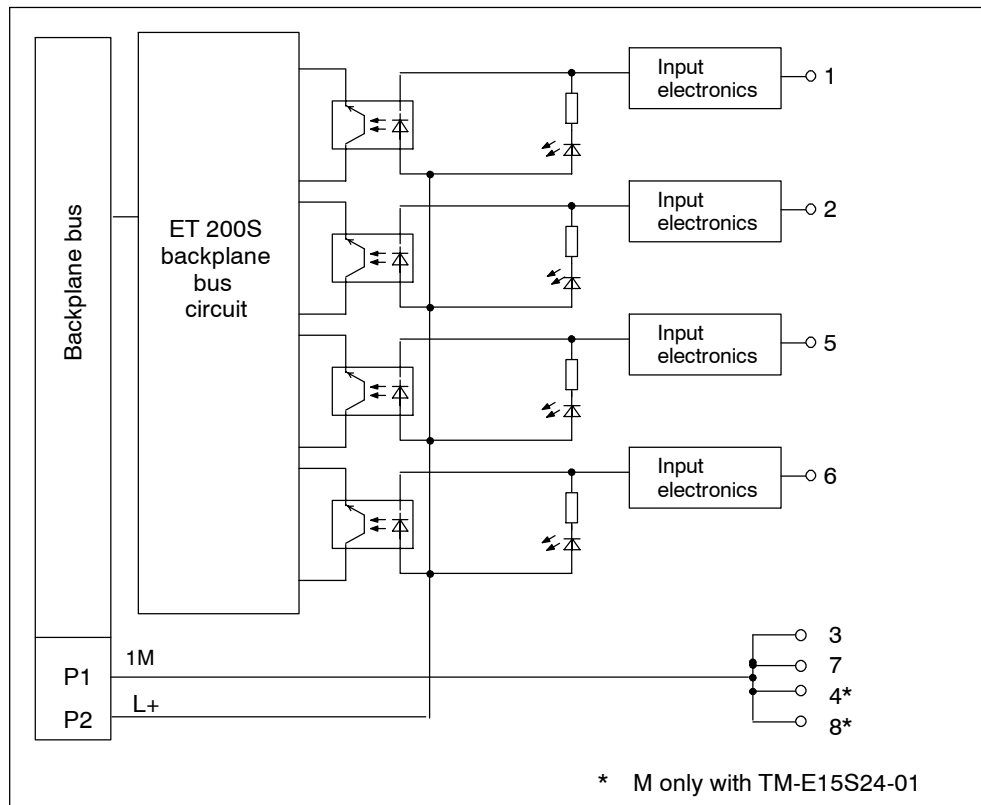 Backplane bus
ET 200S
backplane
bus
circuit
Input
electronics
1
Input
electronics
2
Input
electronics
5
Input
electronics
6
P1
1M
P2
L+
3
7
4*
8*
* M only with TM-E15S24-01